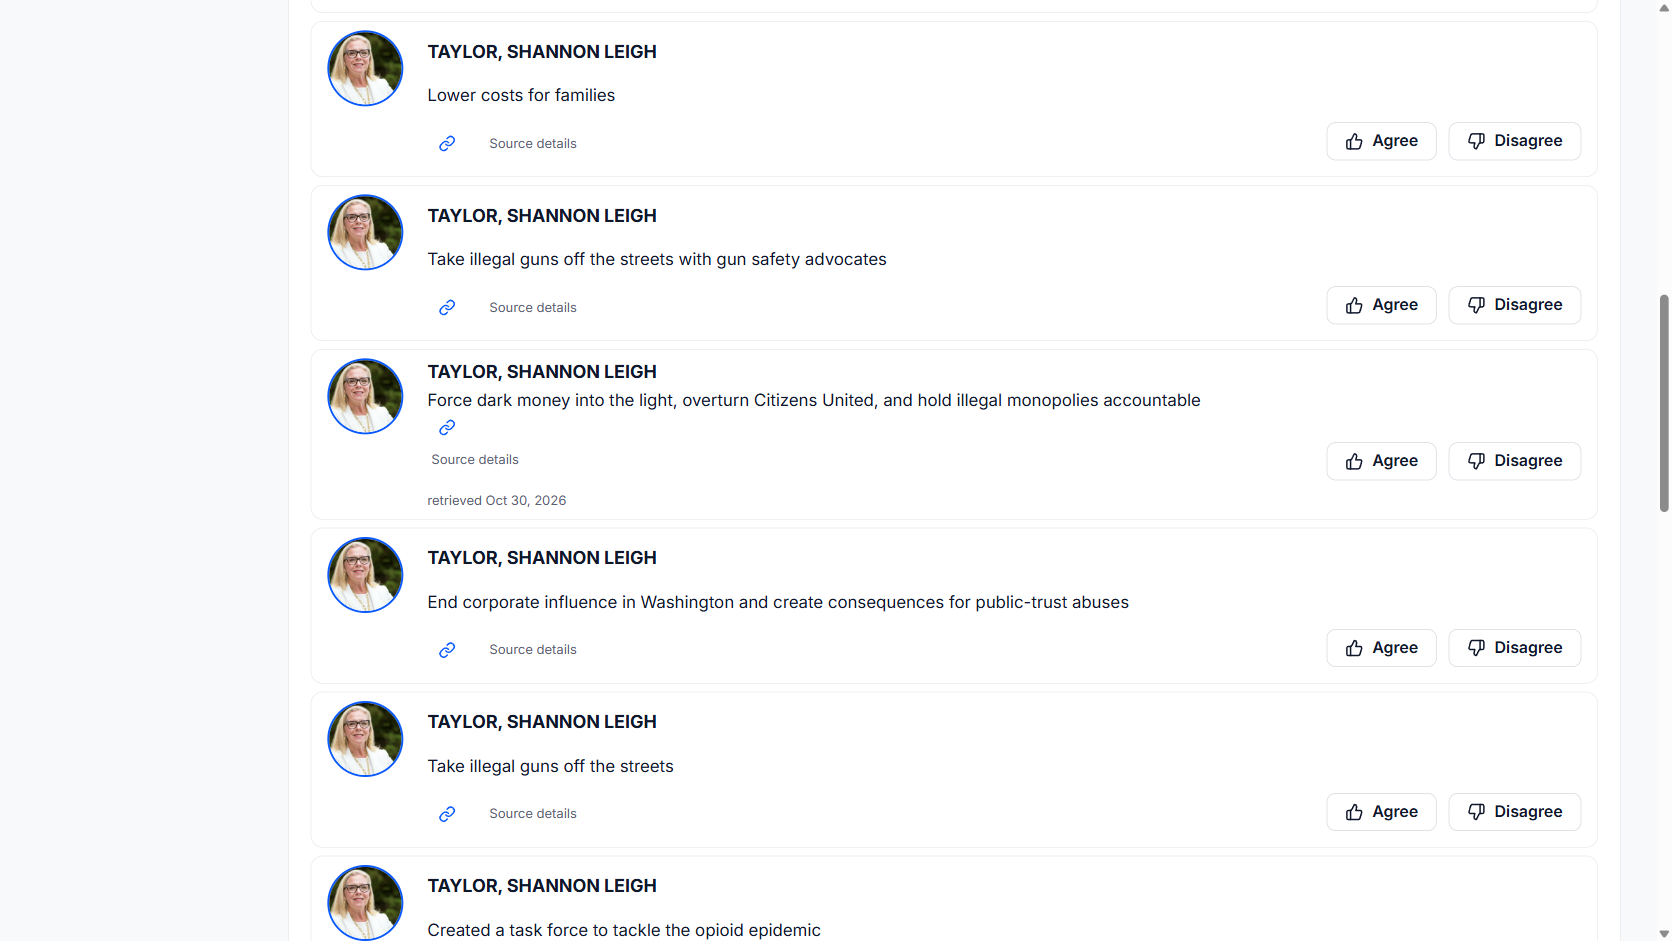 TAYLOR, SHANNON LEIGH
Lower costs for families
Source details
Agree
Disagree
TAYLOR, SHANNON LEIGH
Take illegal guns off the streets with gun safety advocates
Source details
Agree
Disagree
TAYLOR, SHANNON LEIGH
Force dark money into the light, overturn Citizens United, and hold illegal monopolies accountable
Source details
Agree
Disagree
retrieved Oct 30, 2026
TAYLOR, SHANNON LEIGH
End corporate influence in Washington and create consequences for public-trust abuses
Source details
Agree
Disagree
TAYLOR, SHANNON LEIGH
Take illegal guns off the streets
Source details
Agree
Disagree
TAYLOR, SHANNON LEIGH
Created a task force to tackle the opioid epidemic